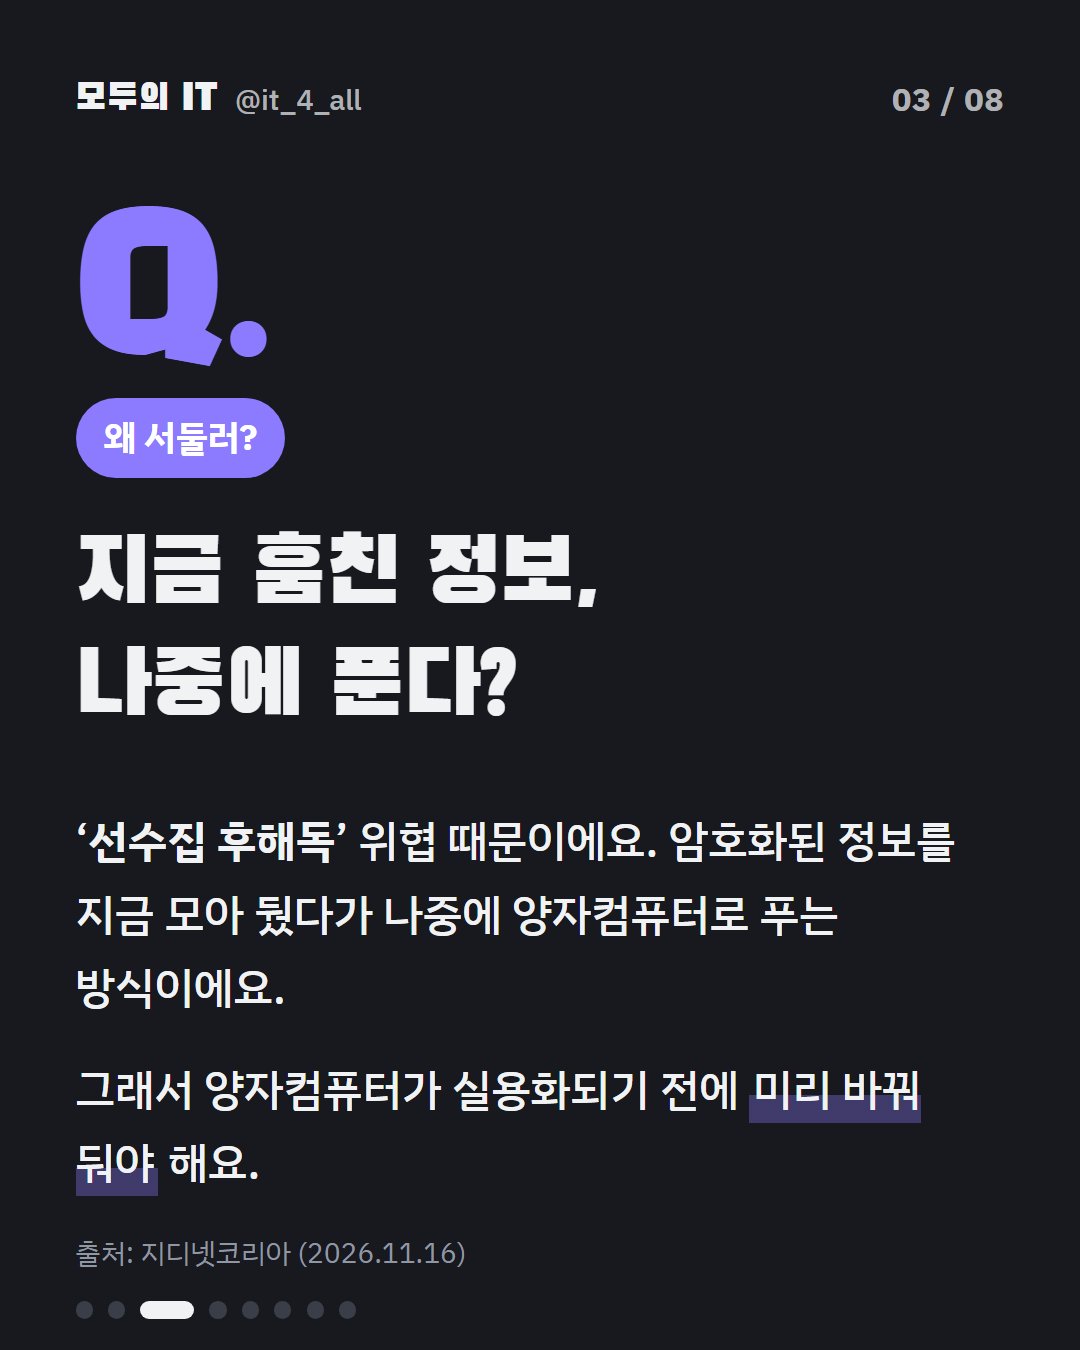 모두의 IT @it_4_all
03 / 08
Q.
왜 서둘러?
지금 훔친 정보,
나중에 푼다?
‘선수집 후해독’ 위협 때문이에요. 암호화된 정보를
지금 모아 뒀다가 나중에 양자컴퓨터로 푸는
방식이에요.
그래서 양자컴퓨터가 실용화되기 전에 미리 바꿔
둬야 해요.
출처: 지디넷코리아 (2026.11.16)